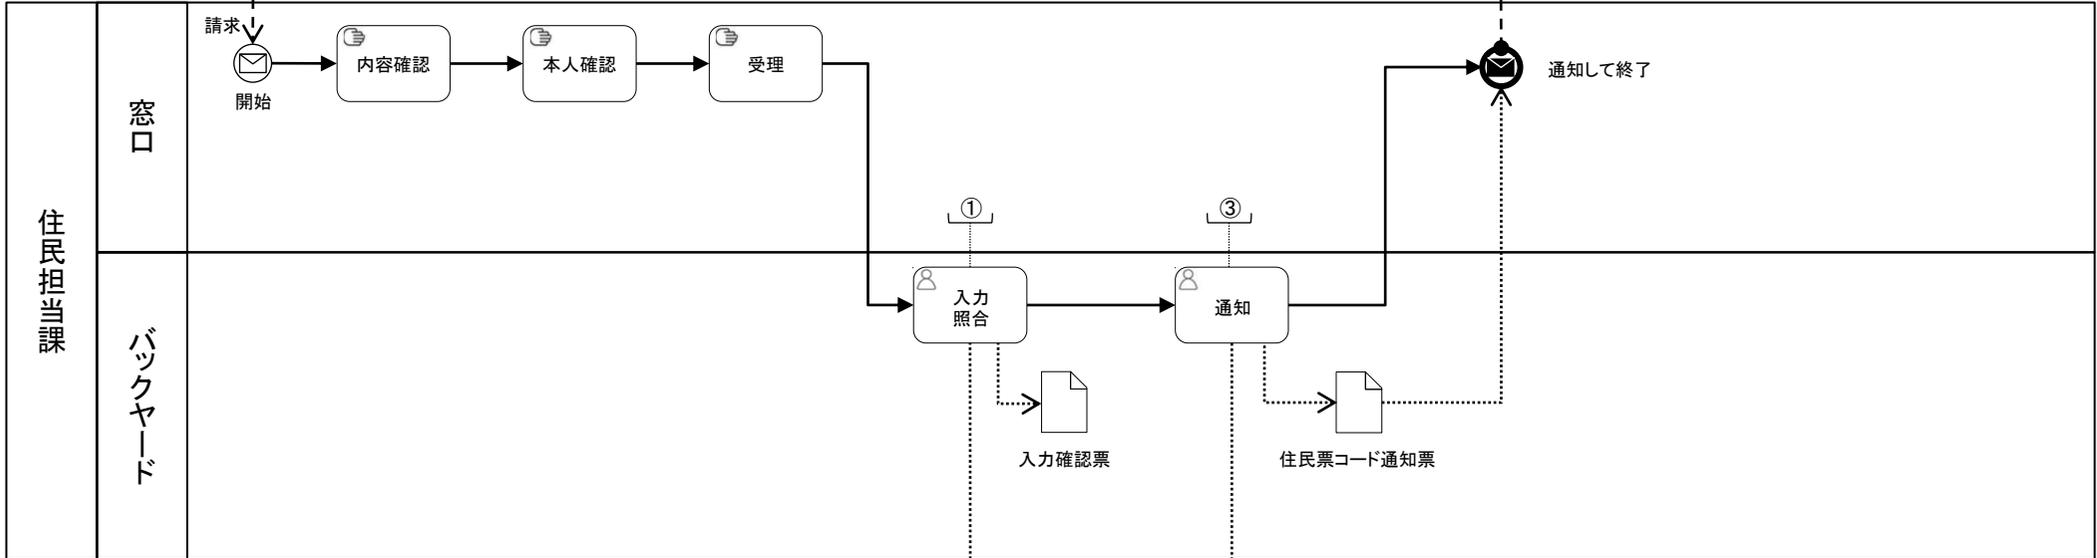 請求
開始
内容確認
本人確認
受理
通知して終了
窓口
①
③
住民担当課
バックヤード
入力
照合
通知
入力確認票
住民票コード通知票